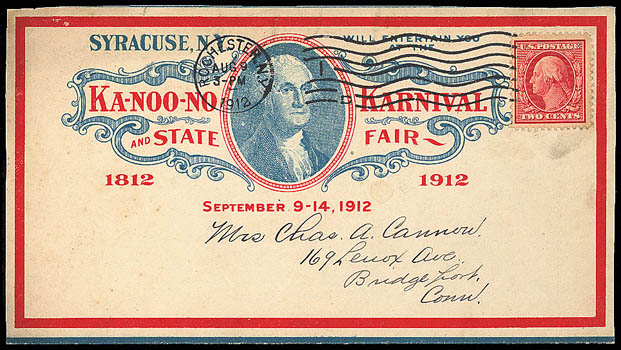 SYRACUSE, N.Y.
WILL ENTERTAIN YOU
AT THE
ROCHESTER, N.Y.
AUG 9
3-PM
1912
U.S. POSTAGE
TWO CENTS
KA-NOO-NO KARNIVAL
AND STATE FAIR
1812 1912
SEPTEMBER 9-14, 1912
Mrs Chas. A. Cannon.
169 Lenox Ave.
Bridgeport,
Conn.